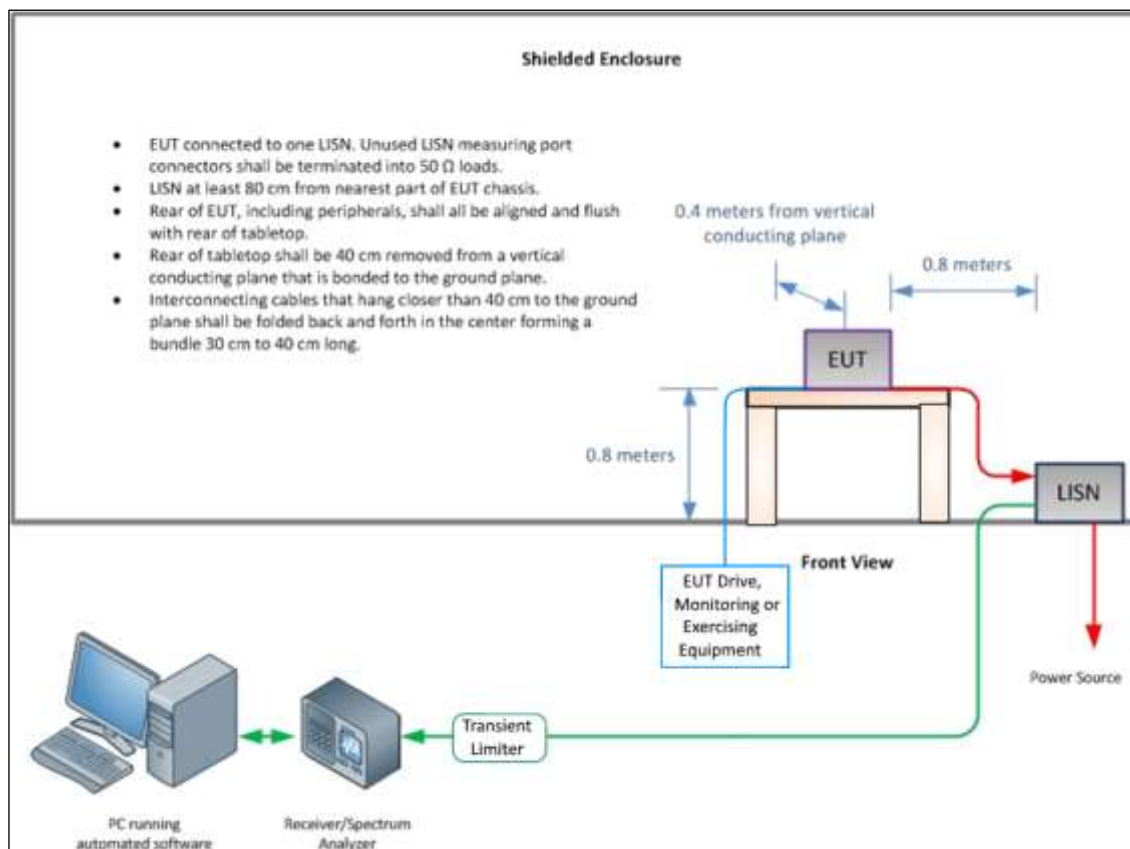 Shielded Enclosure
• EUT connected to one LISN. Unused LISN measuring port
connectors shall be terminated into 50 Ω loads.
• LISN at least 80 cm from nearest part of EUT chassis.
• Rear of EUT, including peripherals, shall all be aligned and flush
with rear of tabletop.
• Rear of tabletop shall be 40 cm removed from a vertical
conducting plane that is bonded to the ground plane.
• Interconnecting cables that hang closer than 40 cm to the ground
plane shall be folded back and forth in the center forming a
bundle 30 cm to 40 cm long.
0.4 meters from vertical
conducting plane
0.8 meters
EUT
0.8 meters
LISN
Front View
EUT Drive,
Monitoring or
Exercising
Equipment
Power Source
Transient
Limiter
PC running
automated software
Receiver/Spectrum
Analyzer